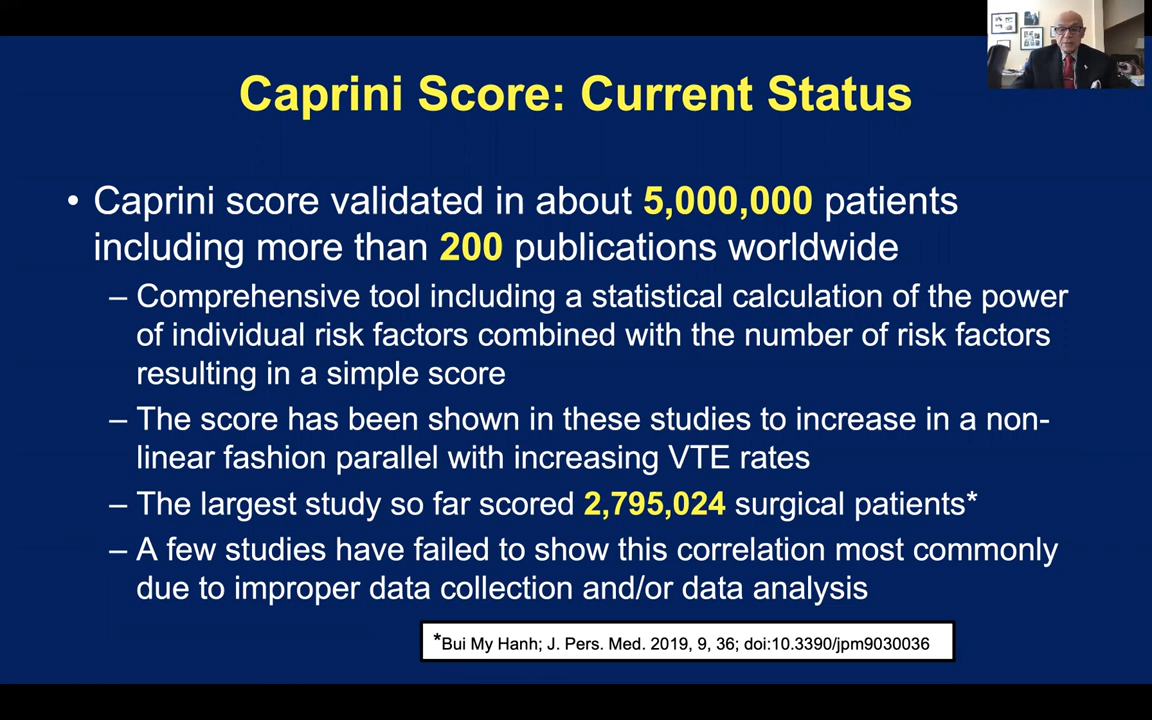 Caprini Score: Current Status
• Caprini score validated in about 5,000,000 patients
including more than 200 publications worldwide
– Comprehensive tool including a statistical calculation of the power
of individual risk factors combined with the number of risk factors
resulting in a simple score
– The score has been shown in these studies to increase in a non-
linear fashion parallel with increasing VTE rates
– The largest study so far scored 2,795,024 surgical patients*
– A few studies have failed to show this correlation most commonly
due to improper data collection and/or data analysis
*Bui My Hanh; J. Pers. Med. 2019, 9, 36; doi:10.3390/jpm9030036